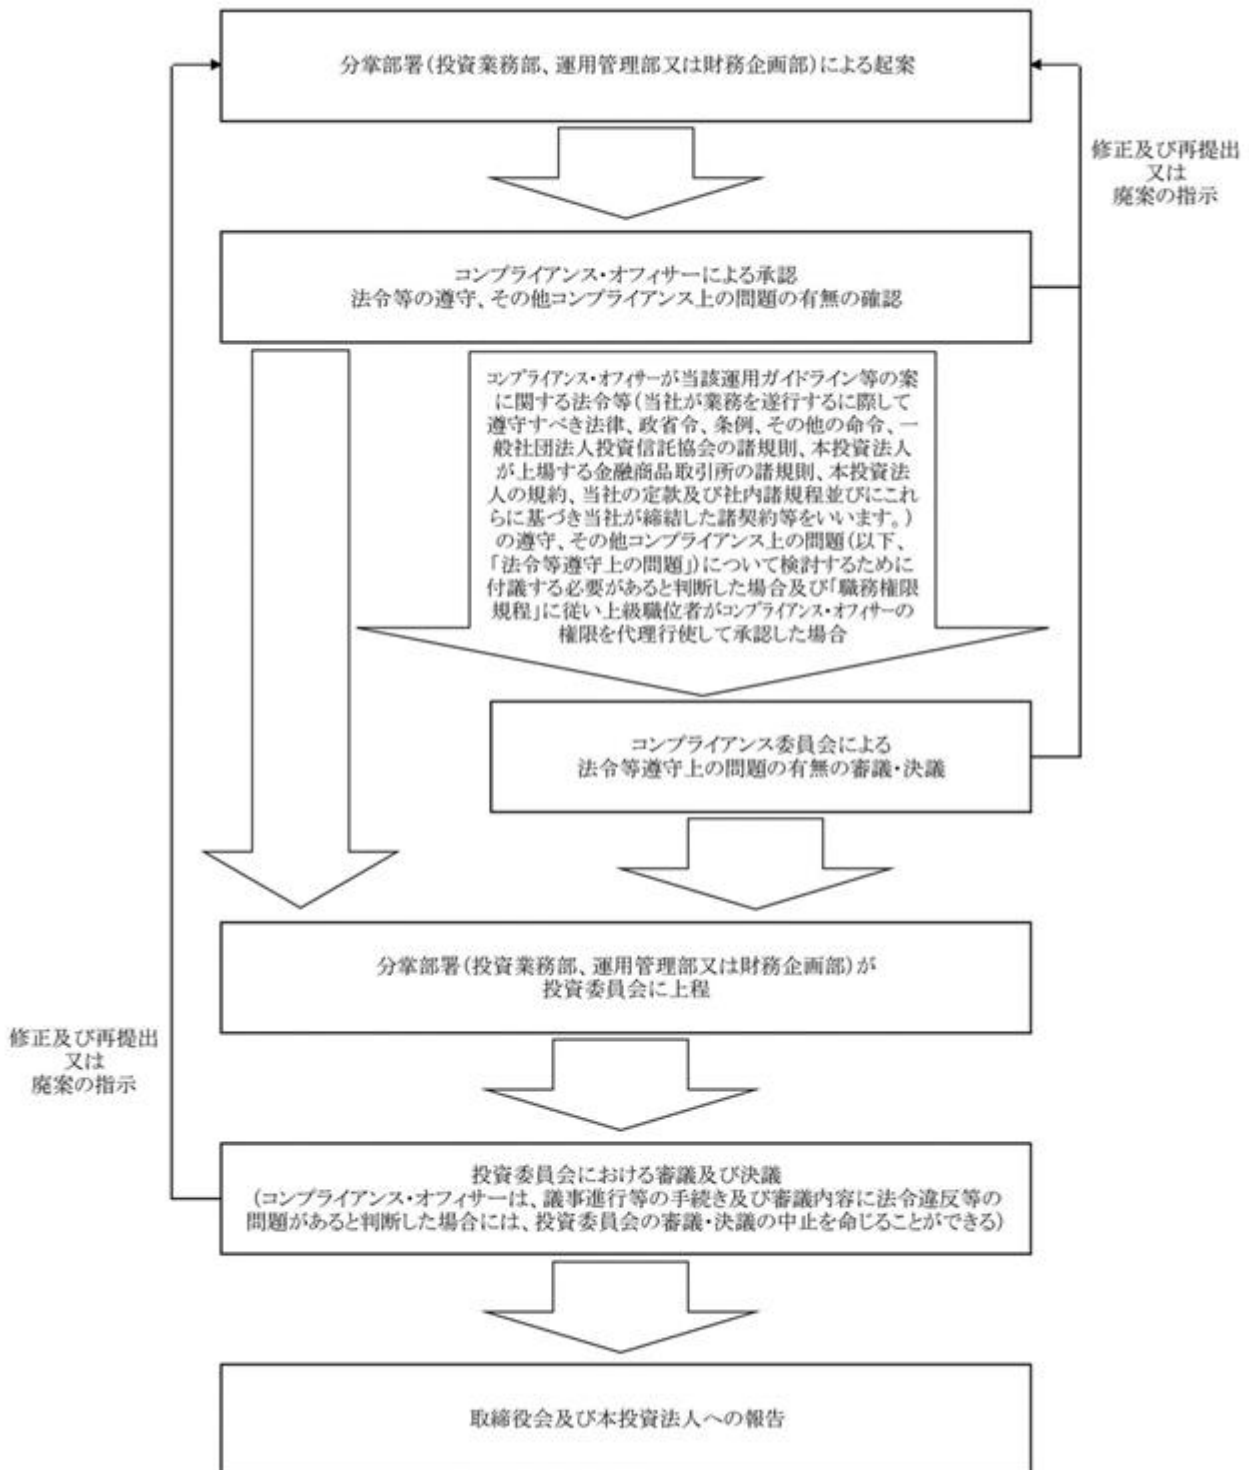 分掌部署(投資業務部、運用管理部又は財務企画部)による起案
修正及び再提出
又は
廃案の指示
コンプライアンス・オフィサーによる承認
法令等の遵守、その他コンプライアンス上の問題の有無の確認
コンプライアンス・オフィサーが当該運用ガイドライン等の案
に関する法令等(当社が業務を遂行するに際して
遵守すべき法律、政省令、条例、その他の命令、一
般社団法人投資信託協会の諸規則、本投資法人
が上場する金融商品取引所の諸規則、本投資法
人の規約、当社の定款及び社内諸規程並びにこれ
らに基づき当社が締結した諸契約等をいいます。)
の遵守、その他コンプライアンス上の問題(以下、
「法令等遵守上の問題」)について検討するために
付議する必要があると判断した場合及び「職務権限
規程」に従い上級職位者がコンプライアンス・オフィサーの
権限を代理行使して承認した場合
コンプライアンス委員会による
法令等遵守上の問題の有無の審議・決議
分掌部署(投資業務部、運用管理部又は財務企画部)が
投資委員会に上程
修正及び再提出
又は
廃案の指示
投資委員会における審議及び決議
(コンプライアンス・オフィサーは、議事進行等の手続き及び審議内容に法令違反等の
問題があると判断した場合には、投資委員会の審議・決議の中止を命じることができる)
取締役会及び本投資法人への報告